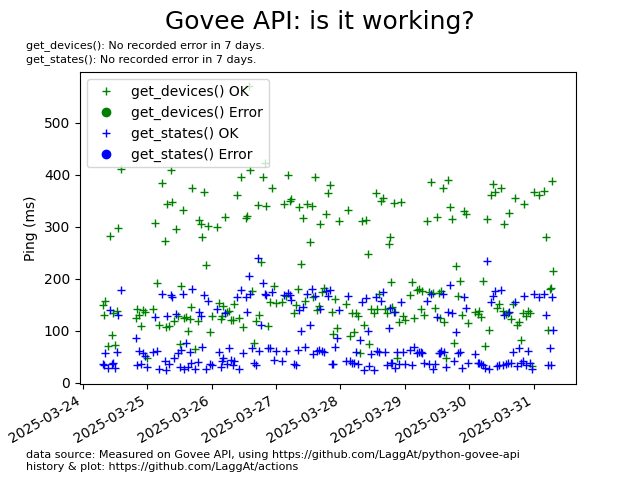 Govee API: is it working?
get_devices(): No recorded error in 7 days.
get_states(): No recorded error in 7 days.
get_devices() OK
get_devices() Error
get_states() OK
get_states() Error
Ping (ms)
500
400
300
200
100
0
2025-03-24
2025-03-25
2025-03-26
2025-03-27
2025-03-28
2025-03-29
2025-03-30
2025-03-31
data source: Measured on Govee API, using https://github.com/LaggAt/python-govee-api
history & plot: https://github.com/LaggAt/actions